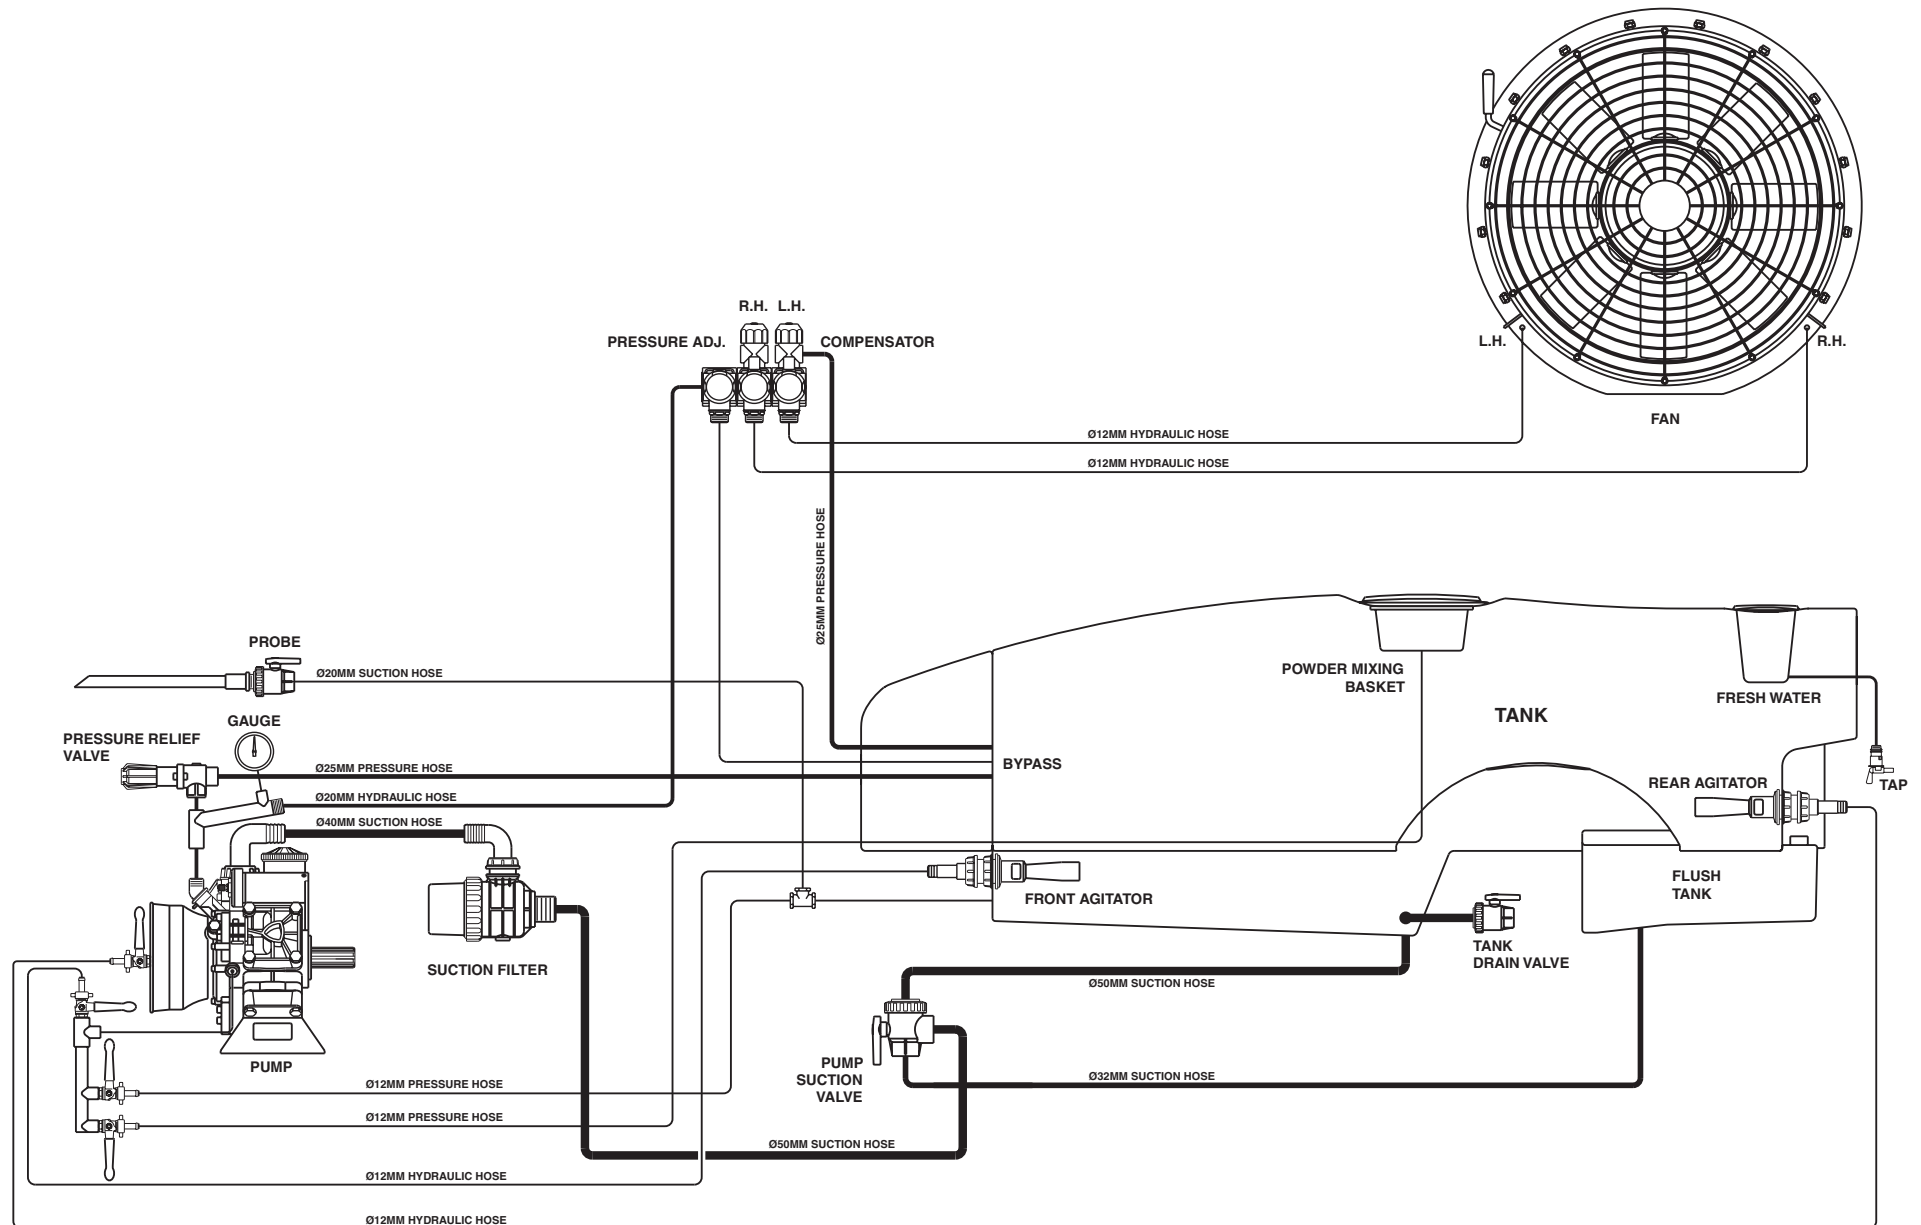 R.H. L.H.
PRESSURE ADJ.
COMPENSATOR
L.H.
R.H.
FAN
Ø12MM HYDRAULIC HOSE
Ø12MM HYDRAULIC HOSE
Ø25MM PRESSURE HOSE
PROBE
Ø20MM SUCTION HOSE
GAUGE
PRESSURE RELIEF
VALVE
Ø25MM PRESSURE HOSE
Ø20MM HYDRAULIC HOSE
Ø40MM SUCTION HOSE
POWDER MIXING
BASKET
TANK
FRESH WATER
BYPASS
REAR AGITATOR
TAP
FRONT AGITATOR
FLUSH
TANK
TANK
DRAIN VALVE
SUCTION FILTER
Ø50MM SUCTION HOSE
PUMP
PUMP
SUCTION
VALVE
Ø32MM SUCTION HOSE
Ø12MM PRESSURE HOSE
Ø12MM PRESSURE HOSE
Ø50MM SUCTION HOSE
Ø12MM HYDRAULIC HOSE
Ø12MM HYDRAULIC HOSE